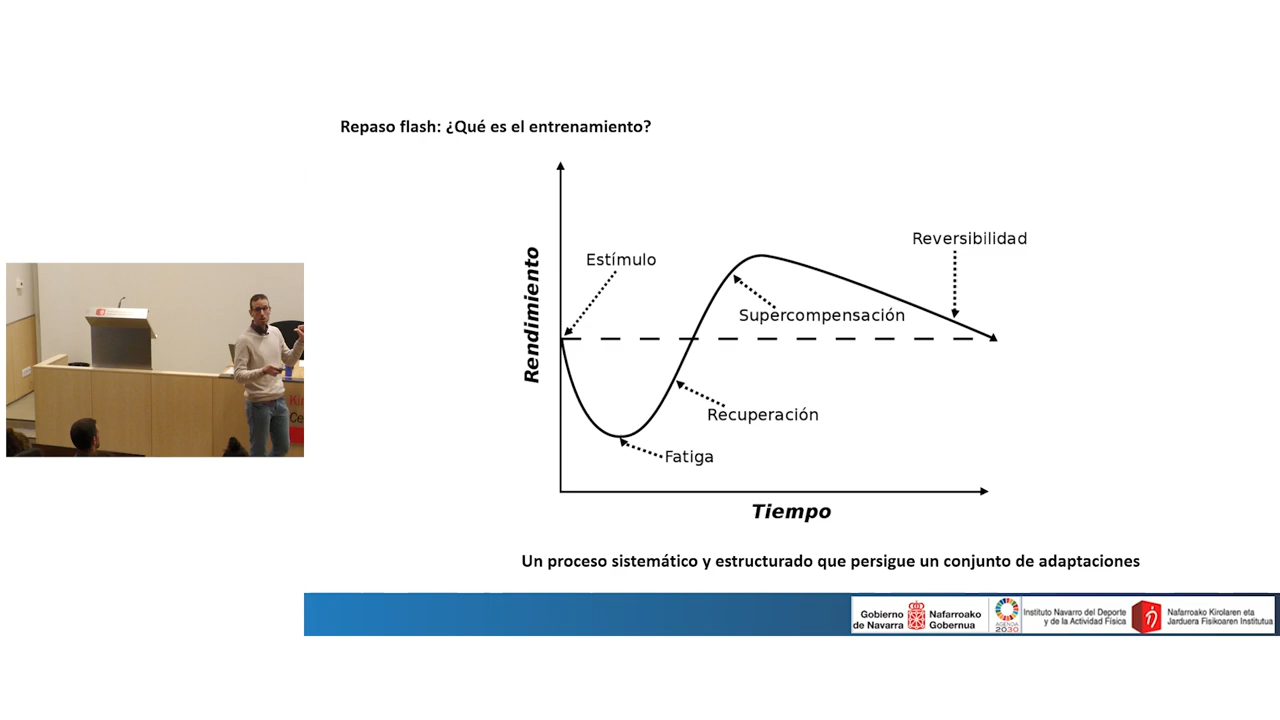 Repaso flash: ¿Qué es el entrenamiento?
Rendimiento
Estímulo
Reversibilidad
Supercompensación
Recuperación
Fatiga
Tiempo
Un proceso sistemático y estructurado que persigue un conjunto de adaptaciones
Gobierno
de Navarra
Nafarroako
Gobernua
AGENDA
2030
Instituto Navarro del Deporte
y de la Actividad Física
Nafarroako Kirolaren eta
Jarduera Fisikoaren Institutua